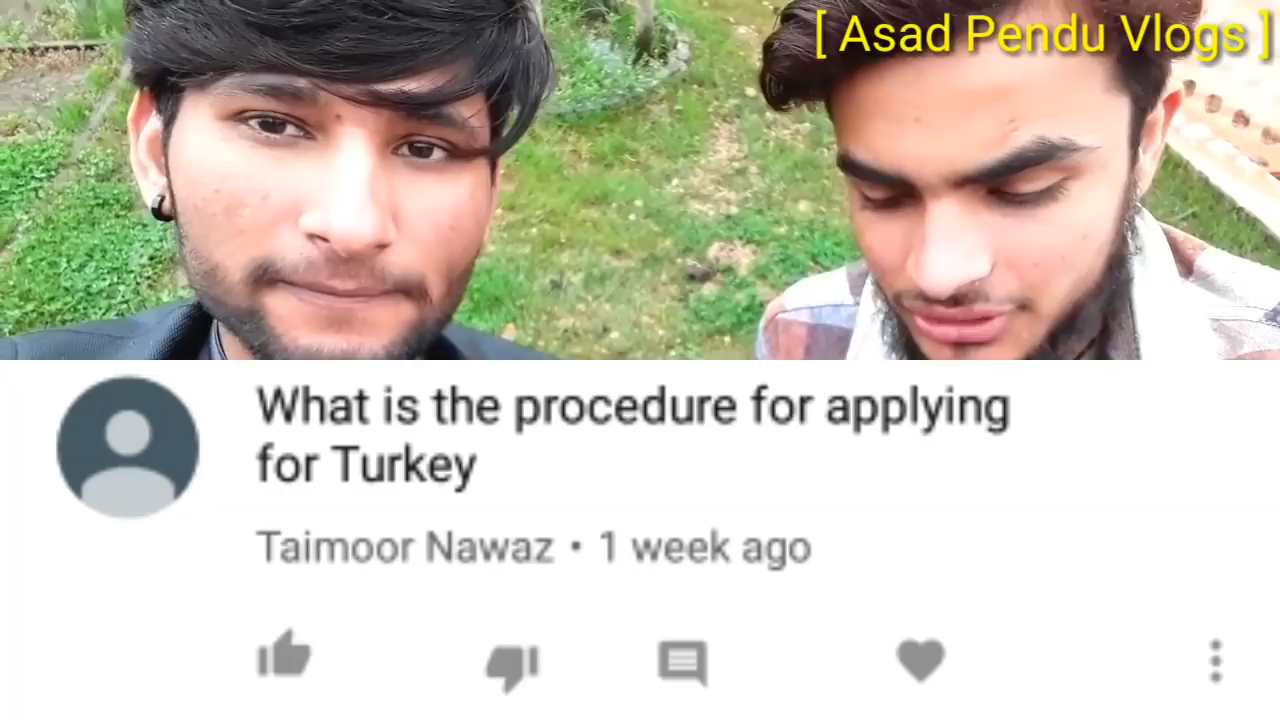 [ Asad Pendu Vlogs ]
What is the procedure for applying
for Turkey
Taimoor Nawaz • 1 week ago